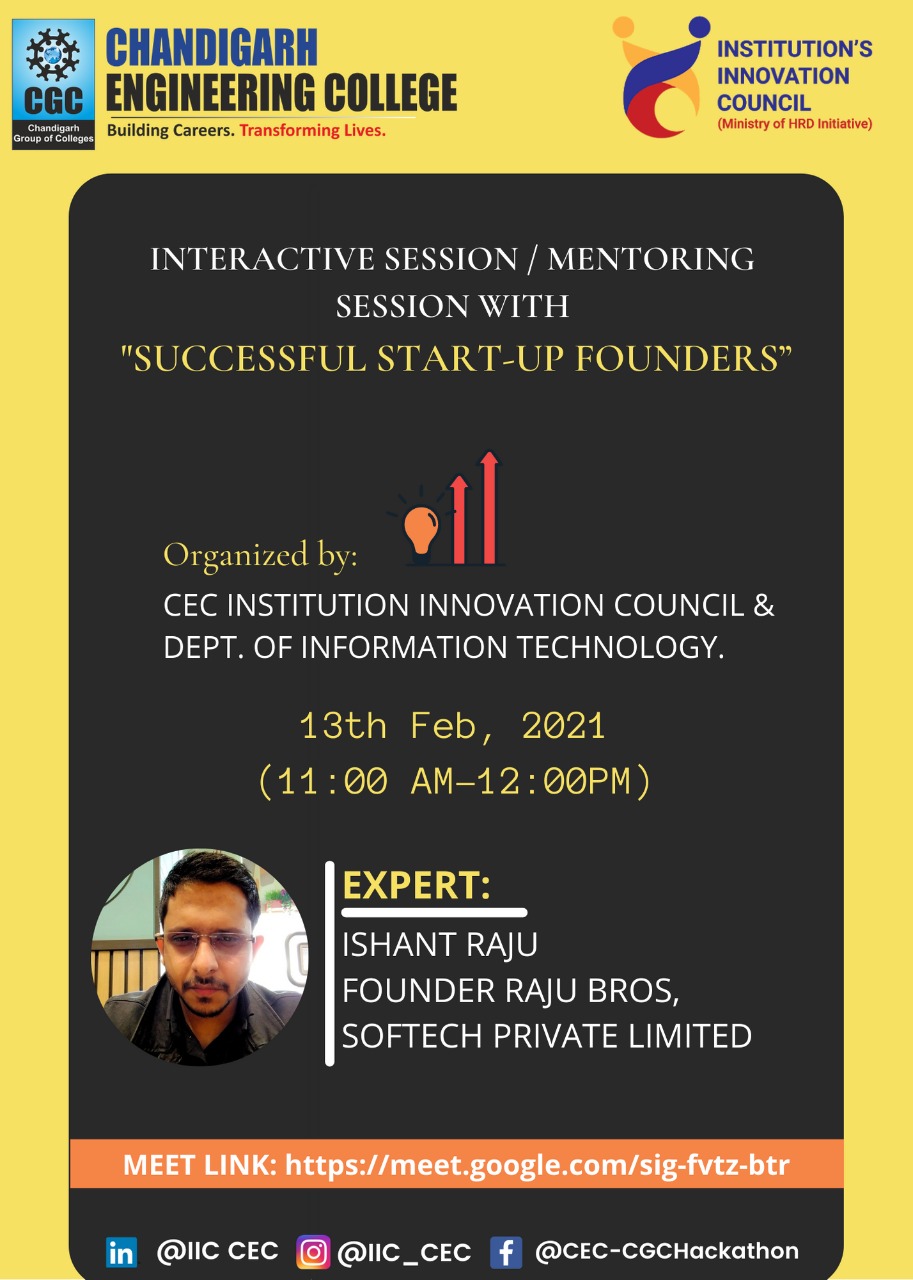 CGC
Chandigarh
Group of Colleges
CHANDIGARH
ENGINEERING COLLEGE
Building Careers. Transforming Lives.
INSTITUTION'S
INNOVATION
COUNCIL
(Ministry of HRD Initiative)
INTERACTIVE SESSION / MENTORING
SESSION WITH
"SUCCESSFUL START-UP FOUNDERS”
Organized by:
CEC INSTITUTION INNOVATION COUNCIL &
DEPT. OF INFORMATION TECHNOLOGY.
13th Feb, 2021
(11:00 AM–12:00PM)
EXPERT:
ISHANT RAJU
FOUNDER RAJU BROS,
SOFTECH PRIVATE LIMITED
MEET LINK: https://meet.google.com/sig-fvtz-btr
in @IIC CEC @IIC_CEC f @CEC-CGCHackathon